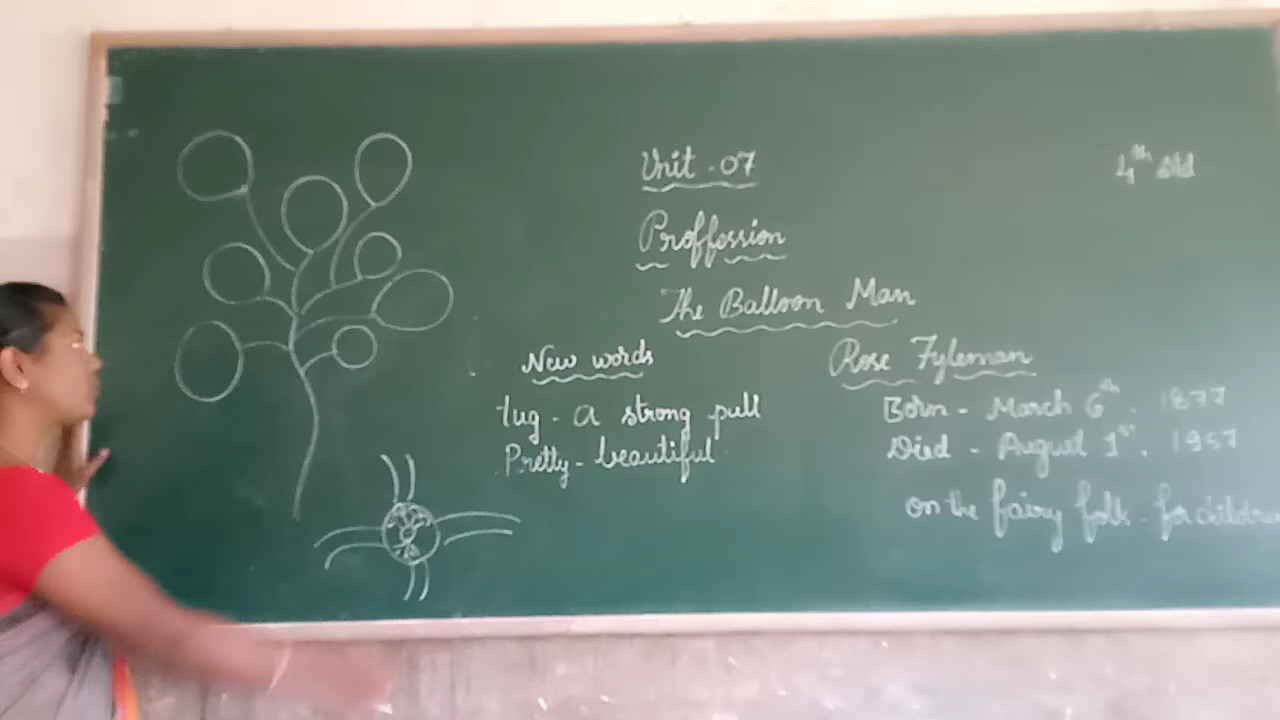 Unit - 07
4th std
Proffession
The Balloon Man
New words
tug - a strong pull
Pretty - beautiful
Rose Fyleman
Born - March 6th. 1877
Died - August 1st. 1957
on the fairy folk - for children